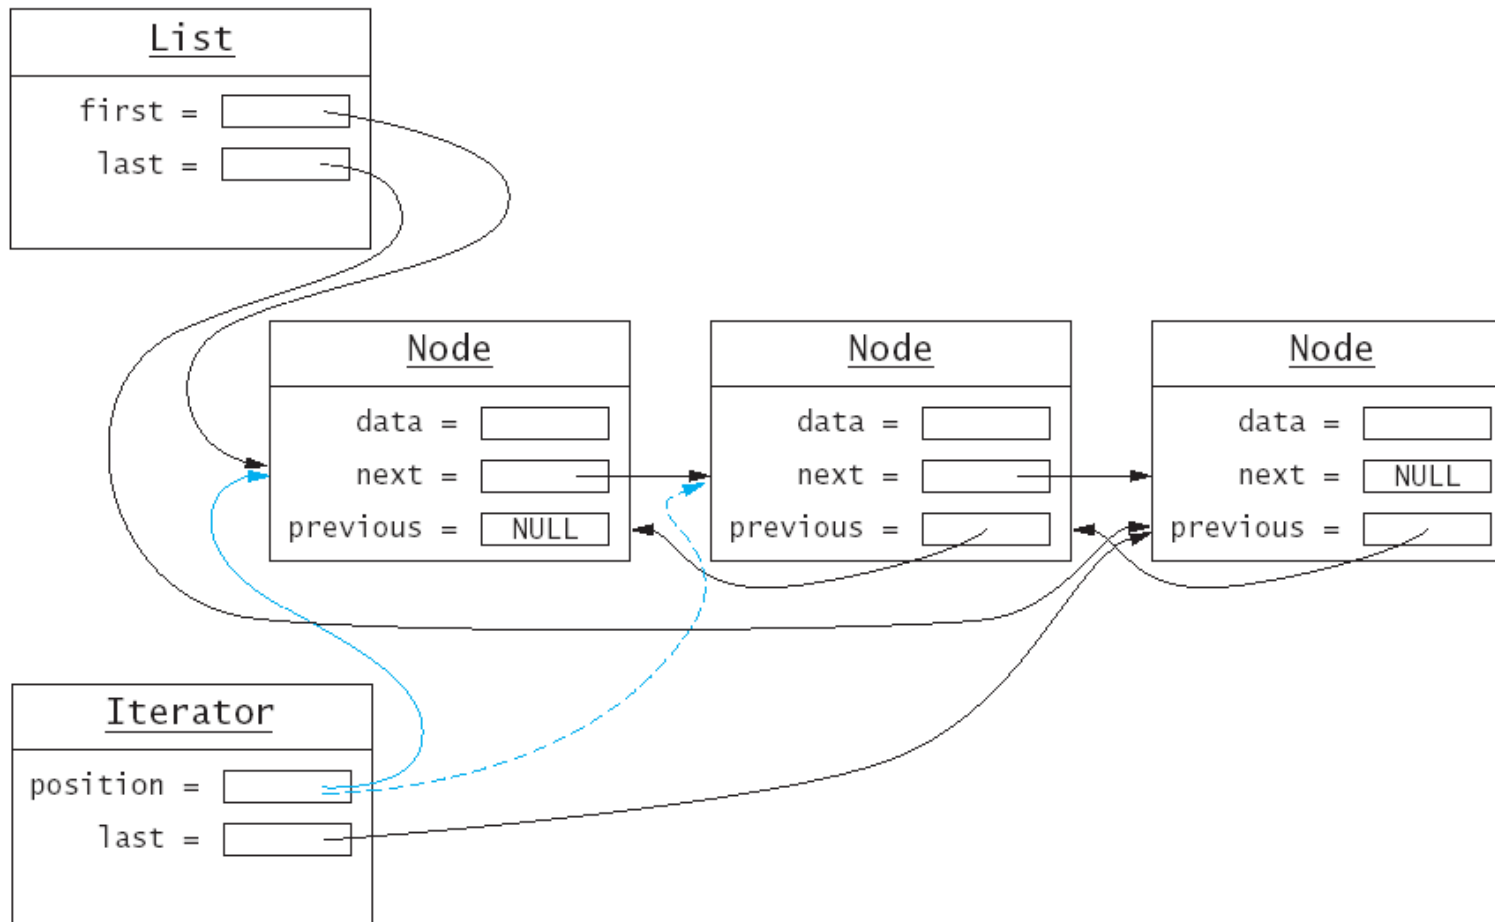 List
first =
last =
Node
data =
next =
previous = NULL
Node
data =
next =
previous =
Node
data =
next = NULL
previous =
Iterator
position =
last =